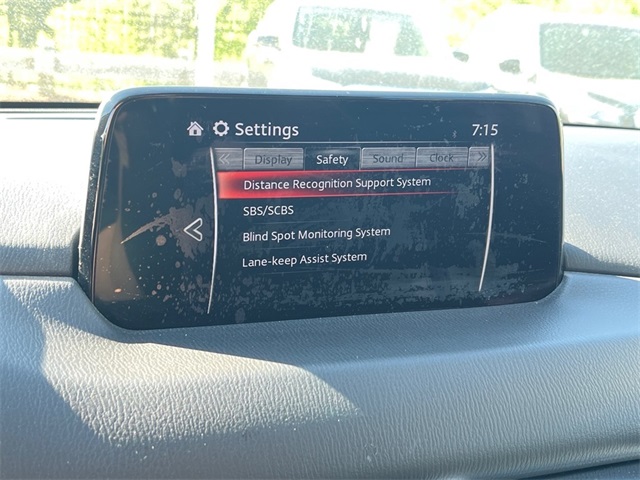 Settings 7:15
Display Safety Sound Clock
Distance Recognition Support System
SBS/SCBS
Blind Spot Monitoring System
Lane-keep Assist System